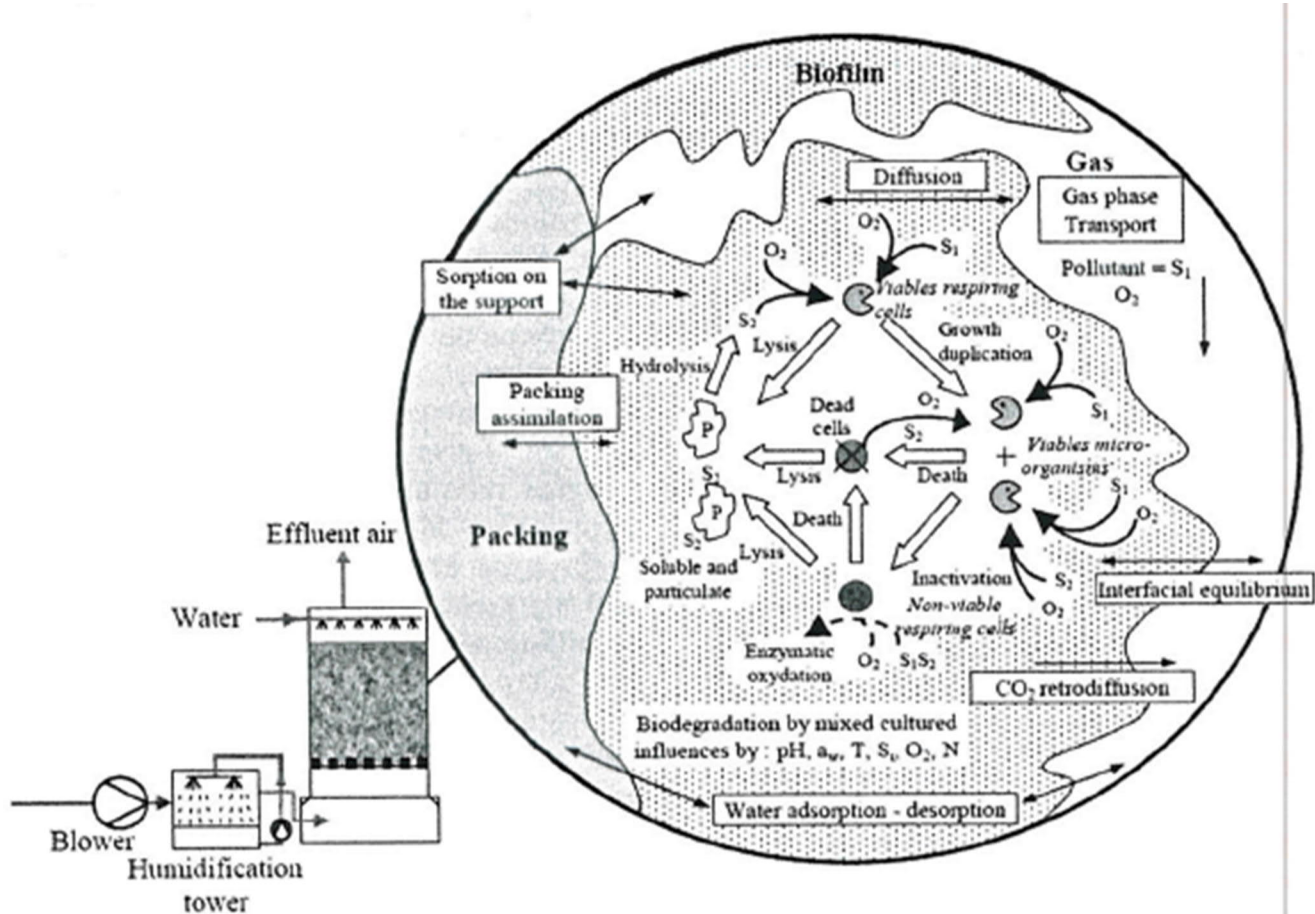 Biofilm
Gas
Diffusion
Gas phase
Transport
Pollutant = S₁
O₂
O₂
S₁
O₂
S₂
Viables respiring
cells
Sorption on
the support
Lysis
Growth
duplication
O₂
S₁
Hydrolysis
Packing
assimilation
P
Dead
cells
O₂
S₂
Viables micro-
organisms
+
Lysis
Death
S₂
P
S₂
Soluble and
particulate
Lysis
Death
Inactivation
Non-viable
respiring cells
S₁
O₂
S₂
O₂
Interfacial equilibrium
Enzymatic
oxydation
O₂
S₁S₂
CO₂ retrodiffusion
Packing
Biodegradation by mixed cultured
influences by : pH, aw, T, Si, O₂, N
Water adsorption - desorption
Effluent air
Water
Blower
Humidification
tower